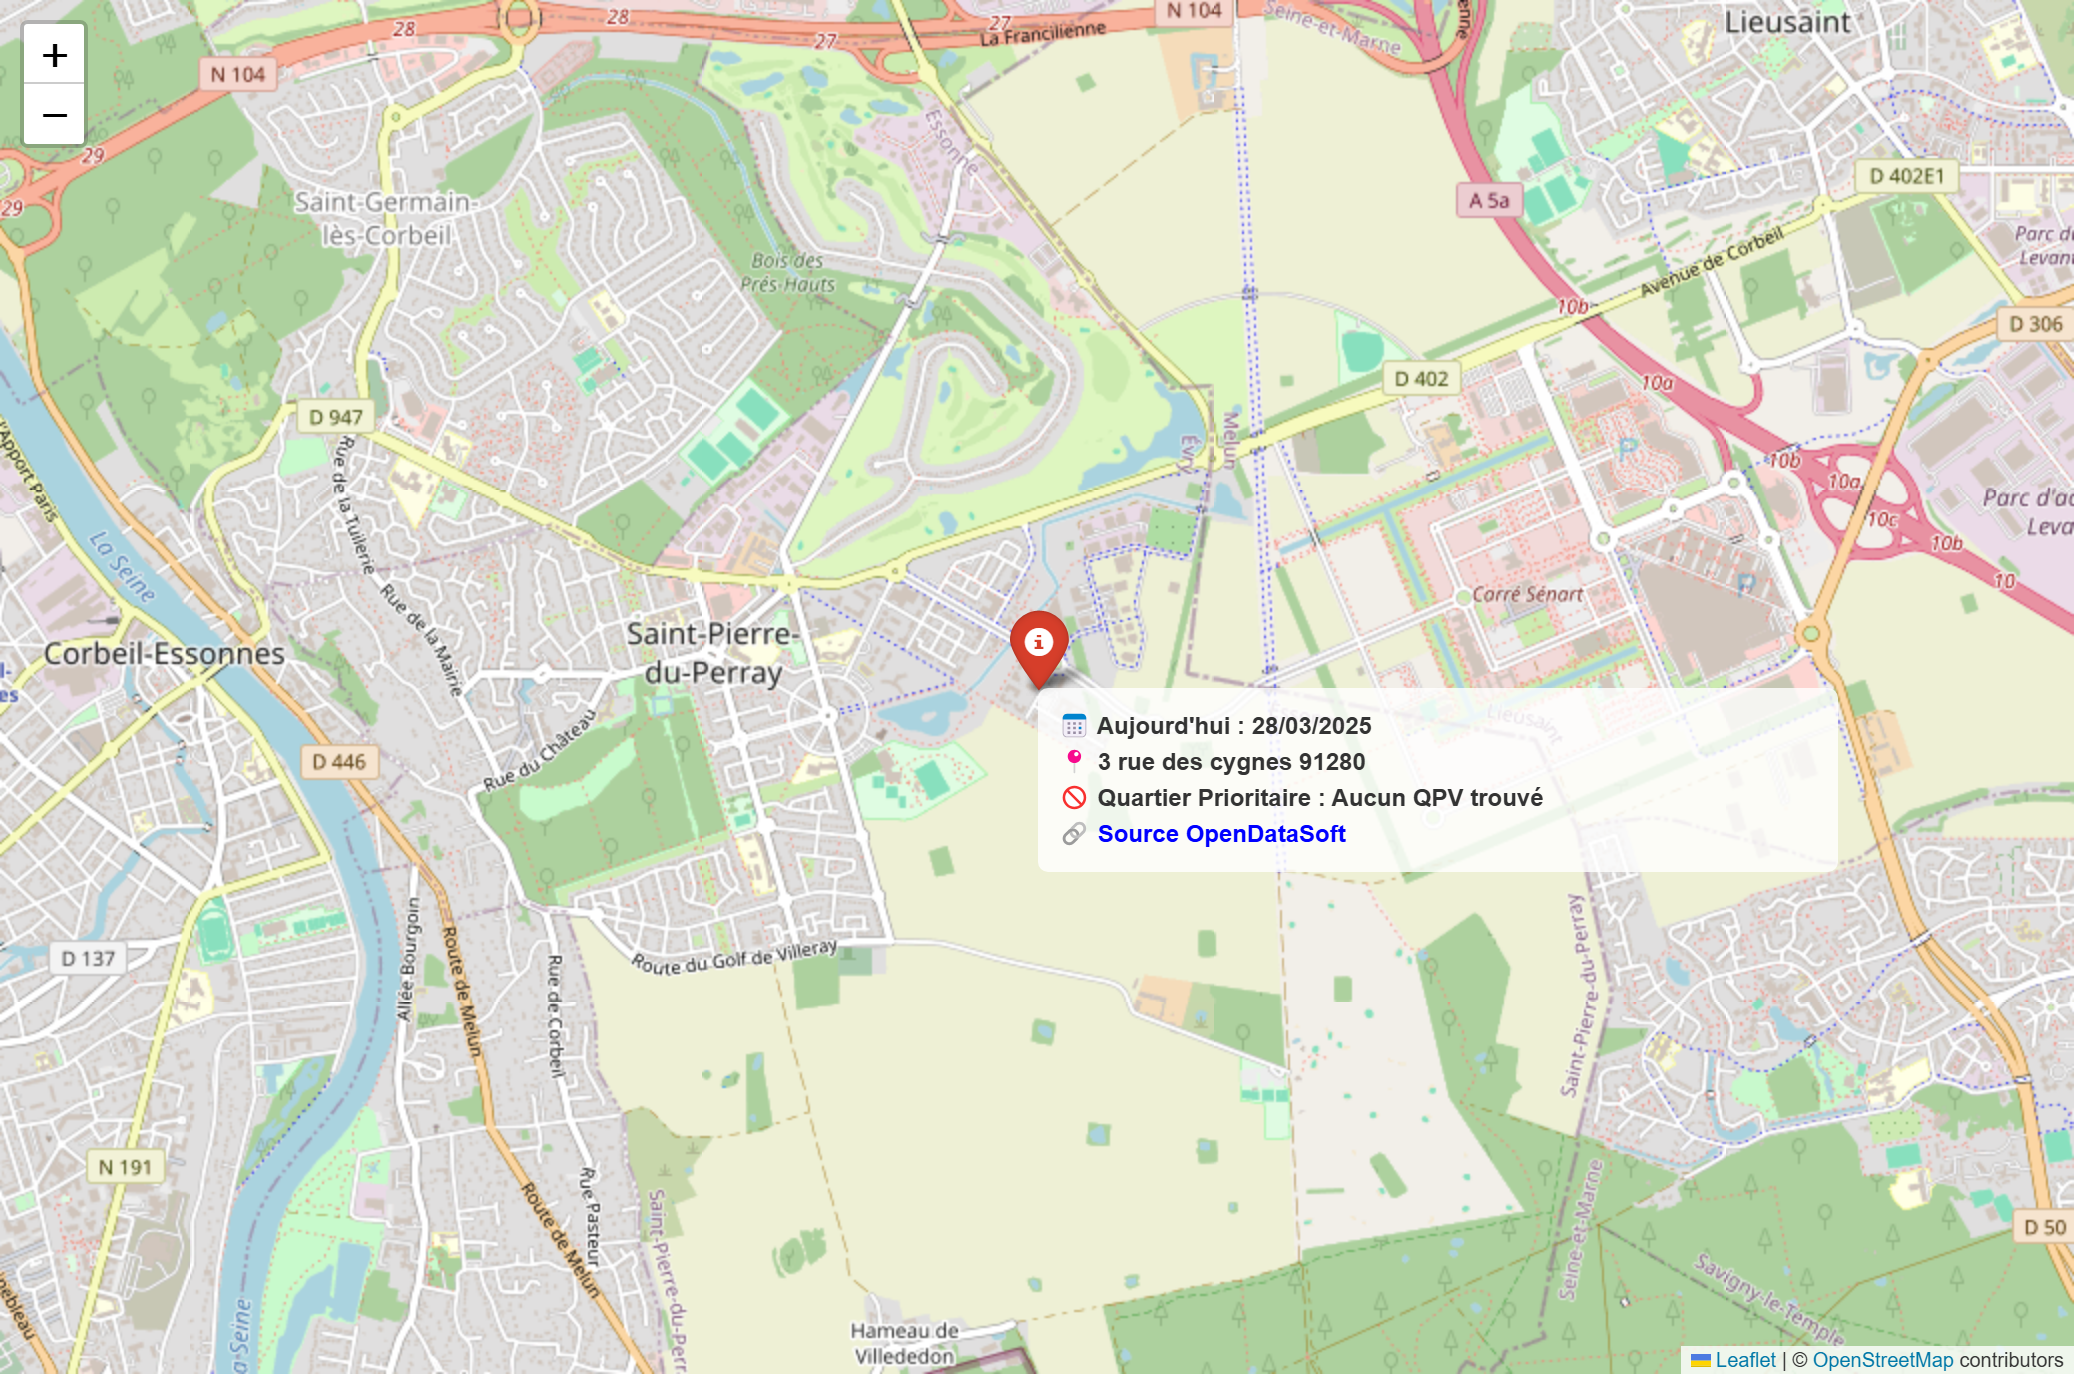 +
−
28
28
27
27
N 104
La Francilienne
Seine-et-Marne
Lieusaint
N 104
29
29
Essonne
A 5a
D 402E1
Saint-Germain-
lès-Corbeil
Bois des
Prés-Hauts
Avenue de Corbeil
Parc d
Levan
10b
D 306
D 402
10a
D 947
Melun
Évry
Rue de la Tuilerie
'Apport Paris
10b
10a
10c
10b
Parc d'a
Leva
10
La Seine
Rue de la Mairie
Carré Sénart
Corbeil-Essonnes
Saint-Pierre-
du-Perray
Lieusaint
Aujourd'hui : 28/03/2025
3 rue des cygnes 91280
Quartier Prioritaire : Aucun QPV trouvé
Source OpenDataSoft
Rue du Château
D 446
D 137
Allée Bourgoin
Route de Melun
Rue de Corbeil
Route du Golf de Villeray
Saint-Pierre-du-Perray
N 191
Rue Pasteur
Route de Melun
Saint-Pierre-du-Perr
Seine-et-Marne
Savigny-le-Temple
D 50
a Seine
nebleau
Hameau de
Villededon
Leaflet | © OpenStreetMap contributors